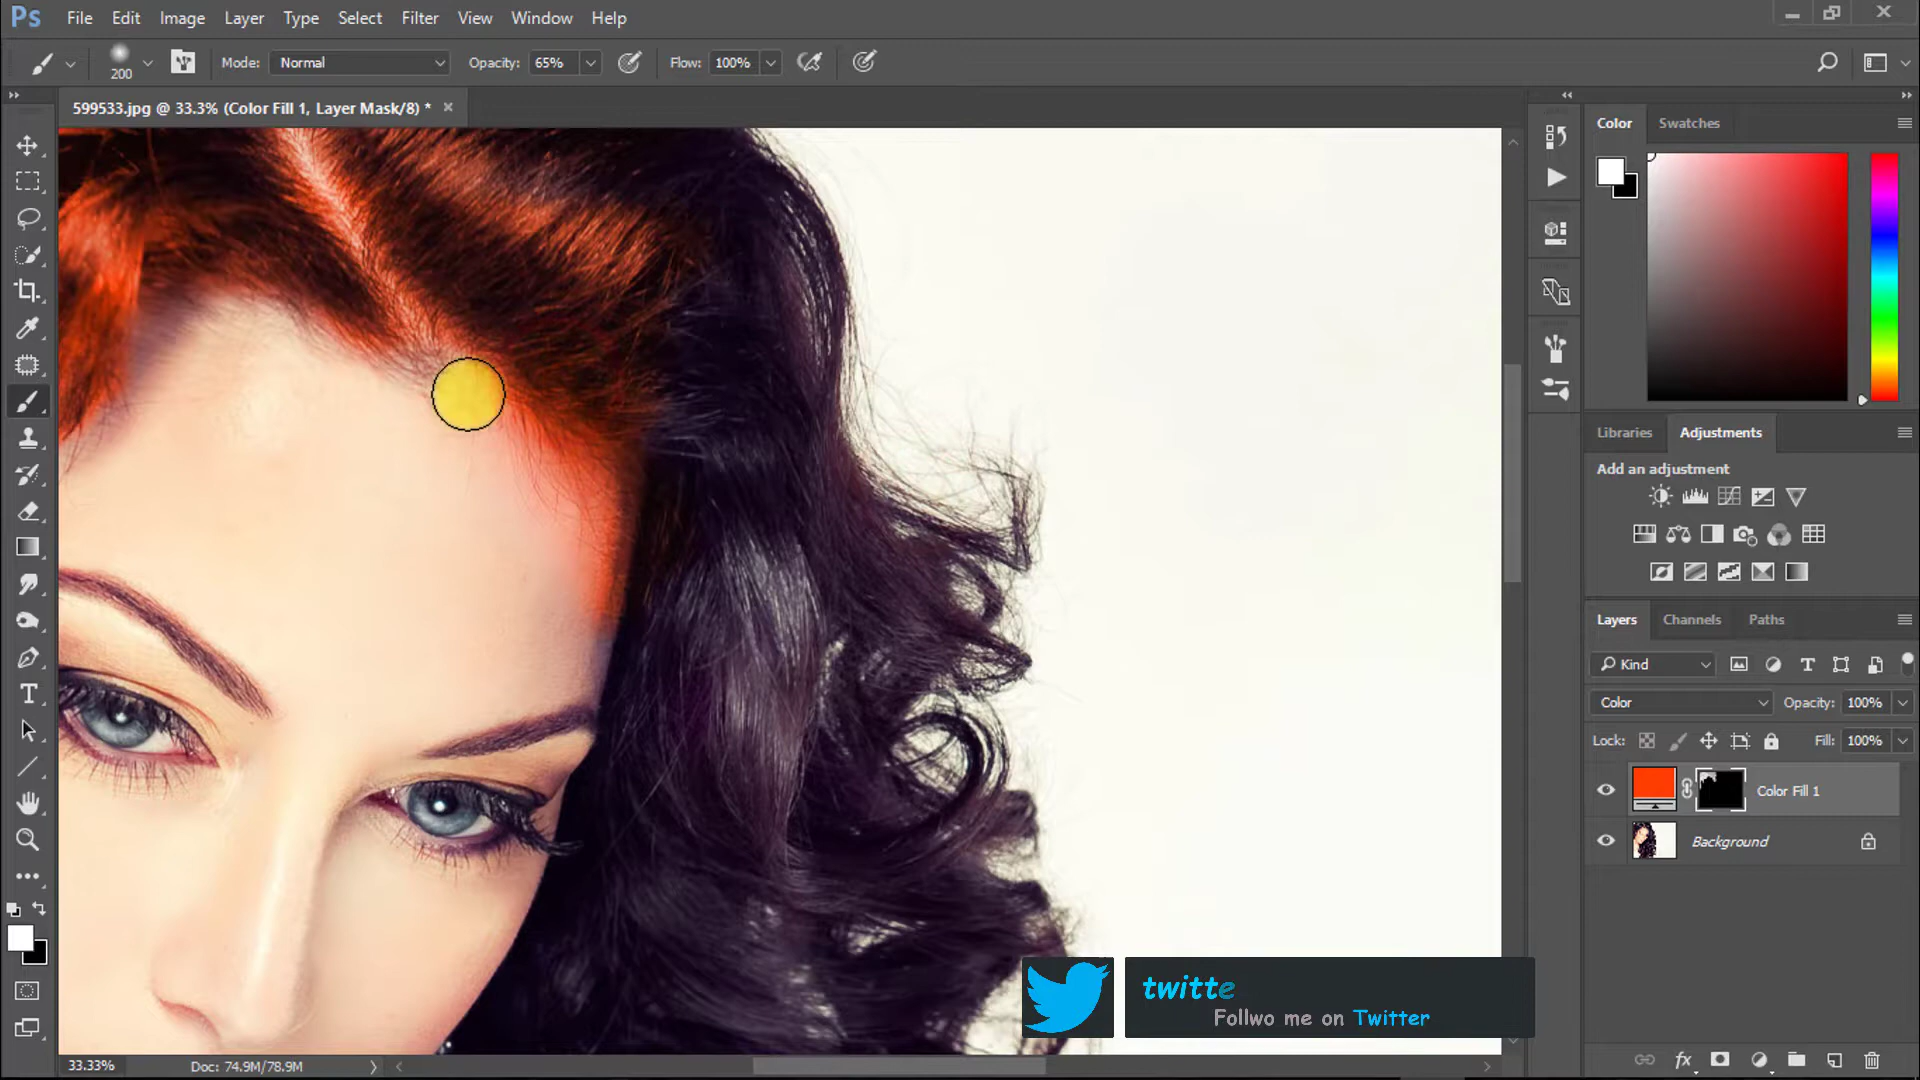 Ps File Edit Image Layer Type Select Filter View Window Help
200 Mode: Normal Opacity: 65% Flow: 100%
599533.jpg @ 33.3% (Color Fill 1, Layer Mask/8) *
Color Swatches
Libraries Adjustments
Add an adjustment
Layers Channels Paths
Kind
Color Opacity: 100%
Lock: Fill: 100%
Color Fill 1
Background
twitte
Follwo me on Twitter
33.33% Doc: 74.9M/78.9M